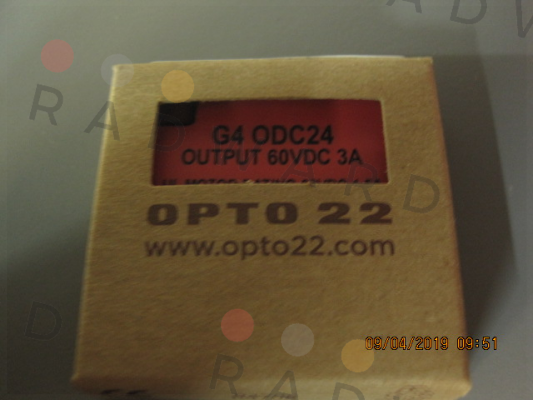 G4 ODC24
OUTPUT 60VDC 3A
OPTO 22
www.opto22.com
09/04/2019 09:51